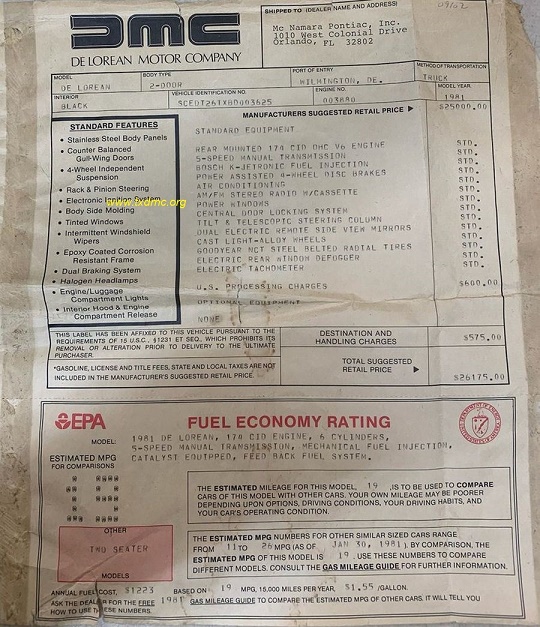 DMC
DE LOREAN MOTOR COMPANY
SHIPPED TO (DEALER NAME AND ADDRESS)
Mc Namara Pontiac, Inc.
1010 West Colonial Drive
Orlando, FL 32802
MODEL
DE LOREAN
BODY TYPE
2-DOOR
PORT OF ENTRY
WILMINGTON, DE.
METHOD OF TRANSPORTATION
TRUCK
INTERIOR
BLACK
VEHICLE IDENTIFICATION NO.
SCEDT26TXBD003625
ENGINE NO.
003880
MODEL YEAR
1981
MANUFACTURERS SUGGESTED RETAIL PRICE
$25000.00
STANDARD FEATURES
• Stainless Steel Body Panels
• Counter Balanced
Gull-Wing Doors
• 4-Wheel Independent
Suspension
• Rack & Pinion Steering
• Electronic Ignition System
• Body Side Molding
• Tinted Windows
• Intermittent Windshield
Wipers
• Epoxy Coated Corrosion
Resistant Frame
• Dual Braking System
• Halogen Headlamps
• Engine/Luggage
Compartment Lights
• Interior Hood & Engine
Compartment Release
www.txdmc.org
STANDARD EQUIPMENT
REAR MOUNTED 174 CID OHC V6 ENGINE STD.
5-SPEED MANUAL TRANSMISSION STD.
BOSCH K-JETRONIC FUEL INJECTION STD.
POWER ASSISTED 4-WHEEL DISC BRAKES STD.
AIR CONDITIONING STD.
AM/FM STEREO RADIO W/CASSETTE STD.
POWER WINDOWS STD.
CENTRAL DOOR LOCKING SYSTEM STD.
TILT & TELESCOPIC STEERING COLUMN STD.
DUAL ELECTRIC REMOTE SIDE VIEW MIRRORS STD.
CAST LIGHT-ALLOY WHEELS STD.
GOODYEAR NCT STEEL BELTED RADIAL TIRES STD.
ELECTRIC REAR WINDOW DEFOGGER STD.
ELECTRIC TACHOMETER STD.
U.S. PROCESSING CHARGES $600.00
OPTIONAL EQUIPMENT
NONE
THIS LABEL HAS BEEN AFFIXED TO THIS VEHICLE PURSUANT TO THE
REQUIREMENTS OF 15 U.S.C., §1231 ET SEQ., WHICH PROHIBITS ITS
REMOVAL OR ALTERATION PRIOR TO DELIVERY TO THE ULTIMATE
PURCHASER.
*GASOLINE, LICENSE AND TITLE FEES, STATE AND LOCAL TAXES ARE NOT
INCLUDED IN THE MANUFACTURER'S SUGGESTED RETAIL PRICE.
DESTINATION AND
HANDLING CHARGES
$575.00
TOTAL SUGGESTED
RETAIL PRICE
$26175.00
EPA
FUEL ECONOMY RATING
MODEL:
1981 DE LOREAN, 174 CID ENGINE, 6 CYLINDERS,
5-SPEED MANUAL TRANSMISSION, MECHANICAL FUEL INJECTION,
CATALYST EQUIPPED, FEED BACK FUEL SYSTEM.
ESTIMATED MPG
FOR COMPARISONS
THE ESTIMATED MILEAGE FOR THIS MODEL, 19 , IS TO BE USED TO COMPARE
CARS OF THIS MODEL WITH OTHER CARS. YOUR OWN MILEAGE MAY BE POORER
DEPENDING UPON OPTIONS, DRIVING CONDITIONS, YOUR DRIVING HABITS, AND
YOUR CAR'S OPERATING CONDITION.
OTHER
TWO SEATER
MODELS
THE ESTIMATED MPG NUMBERS FOR OTHER SIMILAR SIZED CARS RANGE
FROM 11 TO 26 MPG (AS OF JAN 30, 1981). BY COMPARISON, THE
ESTIMATED MPG OF THIS MODEL IS 19 . USE THESE NUMBERS TO COMPARE
DIFFERENT MODELS. CONSULT THE GAS MILEAGE GUIDE FOR FURTHER INFORMATION.
ANNUAL FUEL COST, $1223 BASED ON 19 MPG, 15,000 MILES PER YEAR, $1.55 /GALLON.
ASK THE DEALER FOR THE FREE 1981 GAS MILEAGE GUIDE TO COMPARE THE ESTIMATED MPG OF OTHER CARS. IT WILL TELL YOU
HOW TO USE THESE NUMBERS.